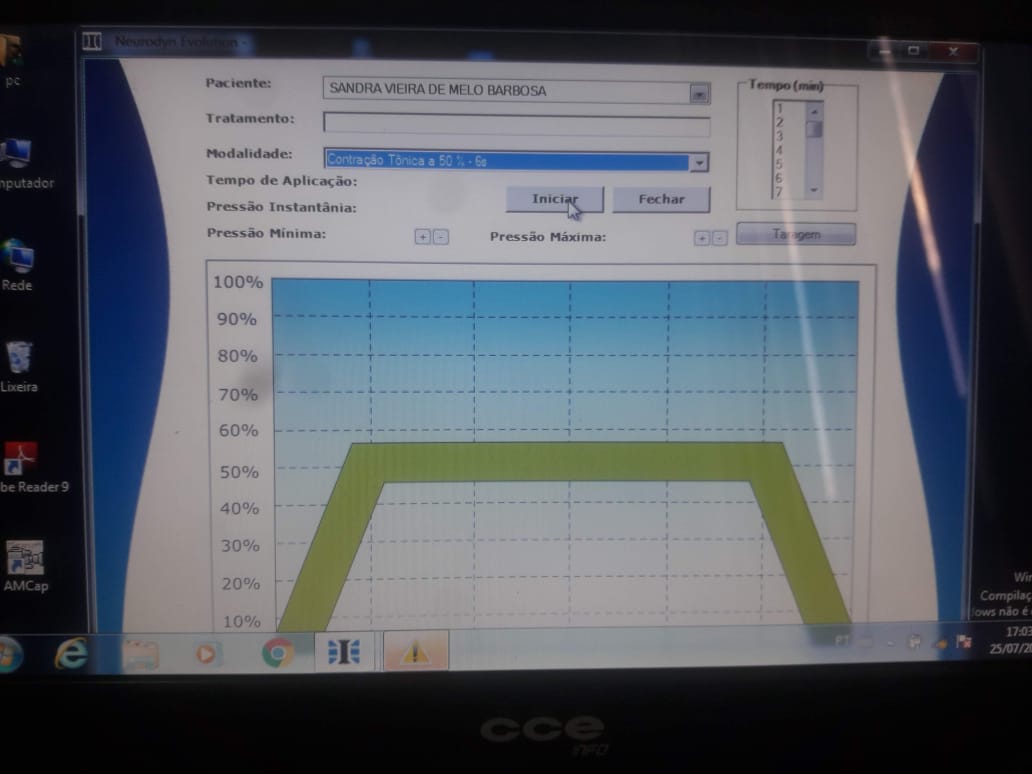 Neurodyn Evolution -
pc
Paciente:
SANDRA VIEIRA DE MELO BARBOSA
Tempo (min)
1
2
3
4
5
6
7
Tratamento:
Modalidade:
Contração Tônica a 50 % - 6s
mputador
Tempo de Aplicação:
Iniciar
Fechar
Pressão Instantânia:
Pressão Mínima:
+ -
Pressão Máxima:
+ -
Taragem
100%
90%
80%
70%
60%
50%
40%
30%
20%
10%
Rede
Lixeira
be Reader 9
AMCap
Win
Compilaç
lows não é
PT
17:03
25/07/20
cce
INFO